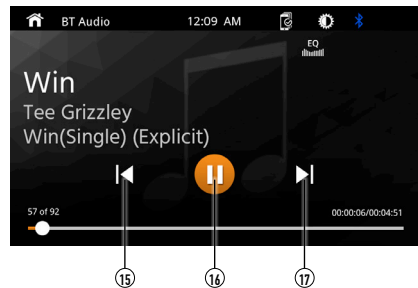 BT Audio 12:09 AM
EQ
Win
Tee Grizzley
Win(Single) (Explicit)
57 of 92 00:00:06/00:04:51
15 16 17